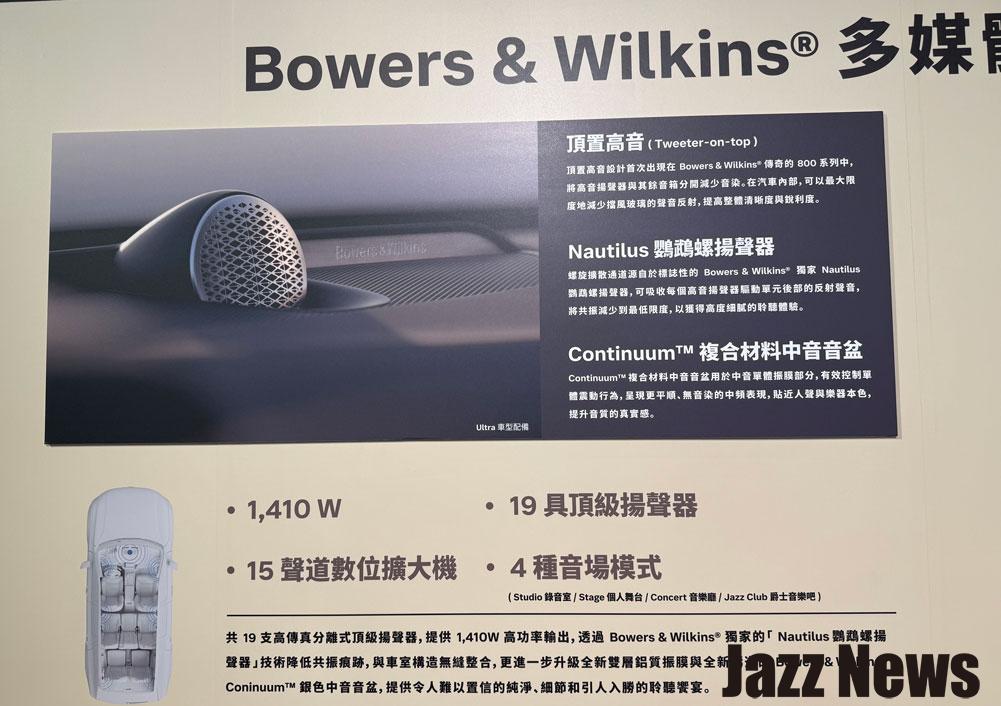 Bowers & Wilkins® 多媒體
頂置高音 ( Tweeter-on-top )
頂置高音設計首次出現在 Bowers & Wilkins® 傳奇的 800 系列中,
將高音揚聲器與其餘音箱分開減少音染。在汽車內部,可以最大限
度地減少擋風玻璃的聲音反射,提高整體清晰度與銳利度。
Bowers & Wilkins
Nautilus 鸚鵡螺揚聲器
螺旋擴散通道源自於標誌性的 Bowers & Wilkins® 獨家 Nautilus
鸚鵡螺揚聲器,可吸收每個高音揚聲器驅動單元後部的反射聲音,
將共振減少到最低限度,以獲得高度細膩的聆聽體驗。
Continuum™ 複合材料中音音盆
Continuum™ 複合材料中音音盆用於中音單體振膜部分,有效控制單
體震動行為,呈現更平順、無音染的中頻表現,貼近人聲與樂器本色,
提升音質的真實感。
Ultra 車型配備
• 1,410 W
• 19 具頂級揚聲器
• 15 聲道數位擴大機
• 4 種音場模式
( Studio 錄音室 / Stage 個人舞台 / Concert 音樂廳 / Jazz Club 爵士音樂吧 )
共 19 支高傳真分離式頂級揚聲器,提供 1,410W 高功率輸出,透過 Bowers & Wilkins® 獨家的「 Nautilus 鸚鵡螺揚
聲器」技術降低共振痕跡,與車室構造無縫整合,更進一步升級全新雙層鋁質振膜與全新
Coninuum™ 銀色中音音盆,提供令人難以置信的純淨、細節和引人入勝的聆聽饗宴。
Jazz News